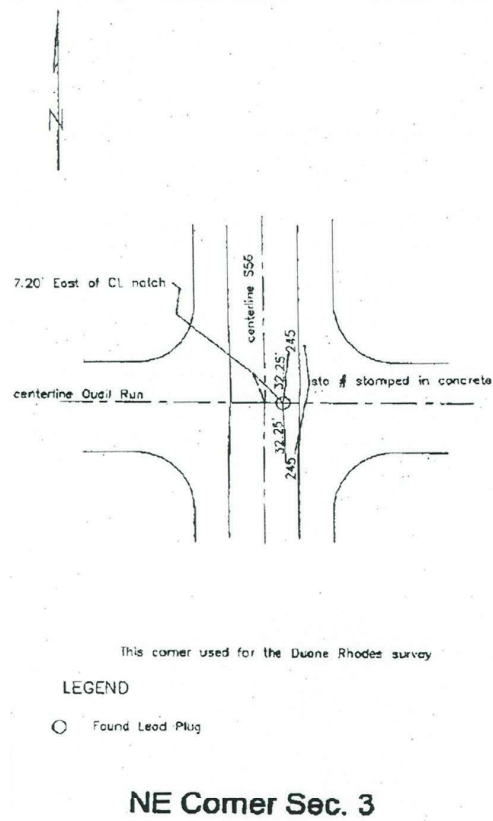 N
7.20' East of CL notch
centerline S56
32.25'
245
sta # stamped in concrete
centerline Quail Run
32.25'
245
This corner used for the Duane Rhodes survey
LEGEND
Found Lead Plug
NE Corner Sec. 3